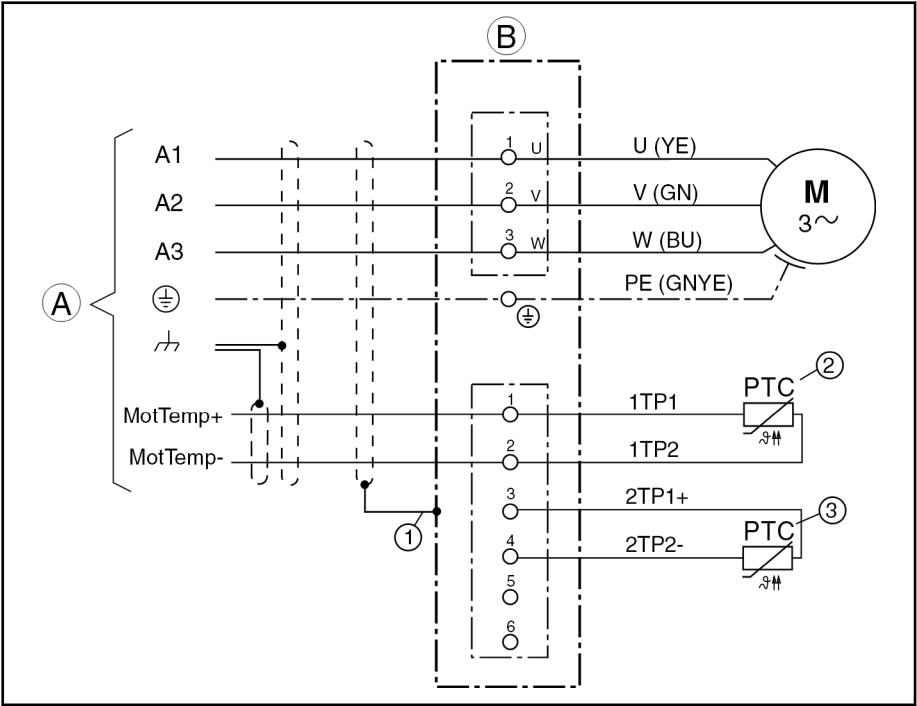 B
A
A1
1
U
U (YE)
A2
2
V
V (GN)
M
3~
A3
3
W
W (BU)
PE (GNYE)
MotTemp+
1
1TP1
PTC
2
ϑ
MotTemp-
2
1TP2
3
2TP1+
3
1
4
2TP2-
PTC
ϑ
5
6